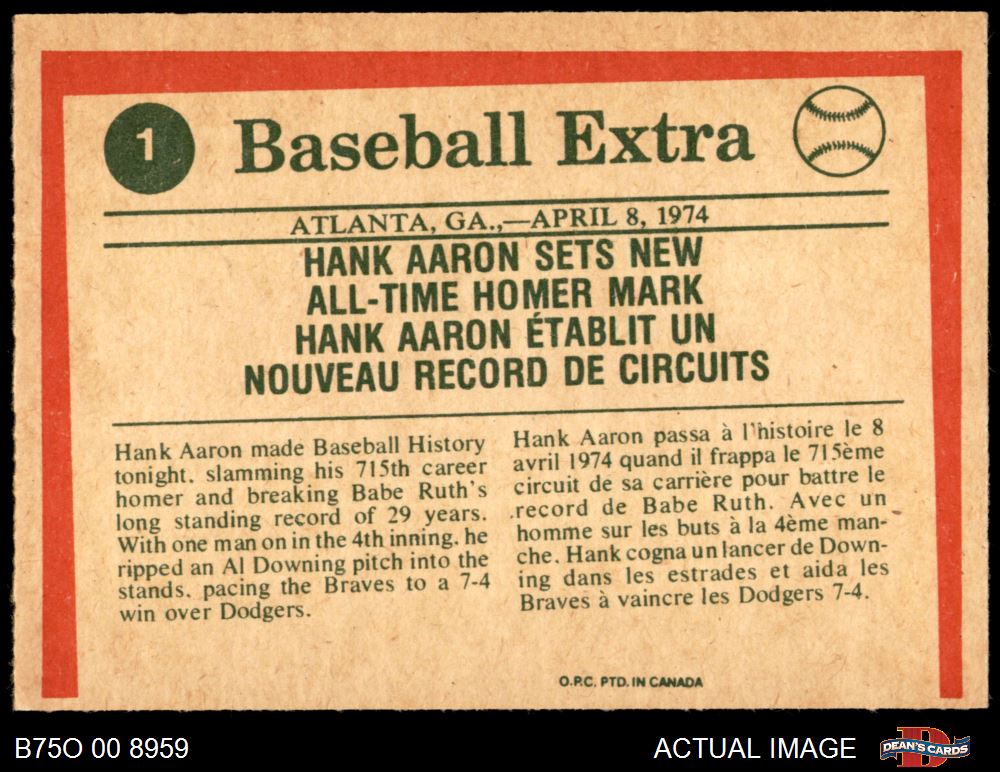 1
Baseball Extra
ATLANTA, GA.,—APRIL 8, 1974
HANK AARON SETS NEW
ALL-TIME HOMER MARK
HANK AARON ÉTABLIT UN
NOUVEAU RECORD DE CIRCUITS
Hank Aaron made Baseball History
tonight, slamming his 715th career
homer and breaking Babe Ruth's
long standing record of 29 years.
With one man on in the 4th inning, he
ripped an Al Downing pitch into the
stands, pacing the Braves to a 7-4
win over Dodgers.
Hank Aaron passa à l'histoire le 8
avril 1974 quand il frappa le 715ème
circuit de sa carrière pour battre le
record de Babe Ruth. Avec un
homme sur les buts à la 4ème man-
che, Hank cogna un lancer de Down-
ing dans les estrades et aida les
Braves à vaincre les Dodgers 7-4.
O.P.C. PTD. IN CANADA
B75O 00 8959
ACTUAL IMAGE
DEAN'S CARDS